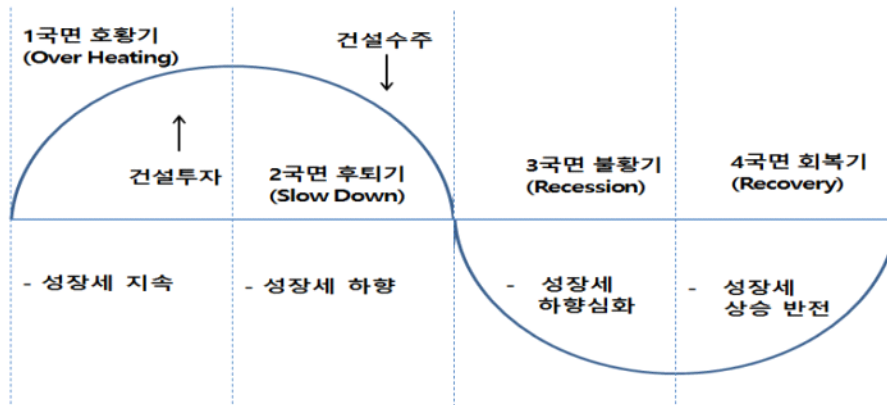 1국면 호황기
(Over Heating)
건설수주
건설투자
2국면 후퇴기
(Slow Down)
3국면 불황기
(Recession)
4국면 회복기
(Recovery)
- 성장세 지속
- 성장세 하향
- 성장세
하향심화
- 성장세
상승 반전